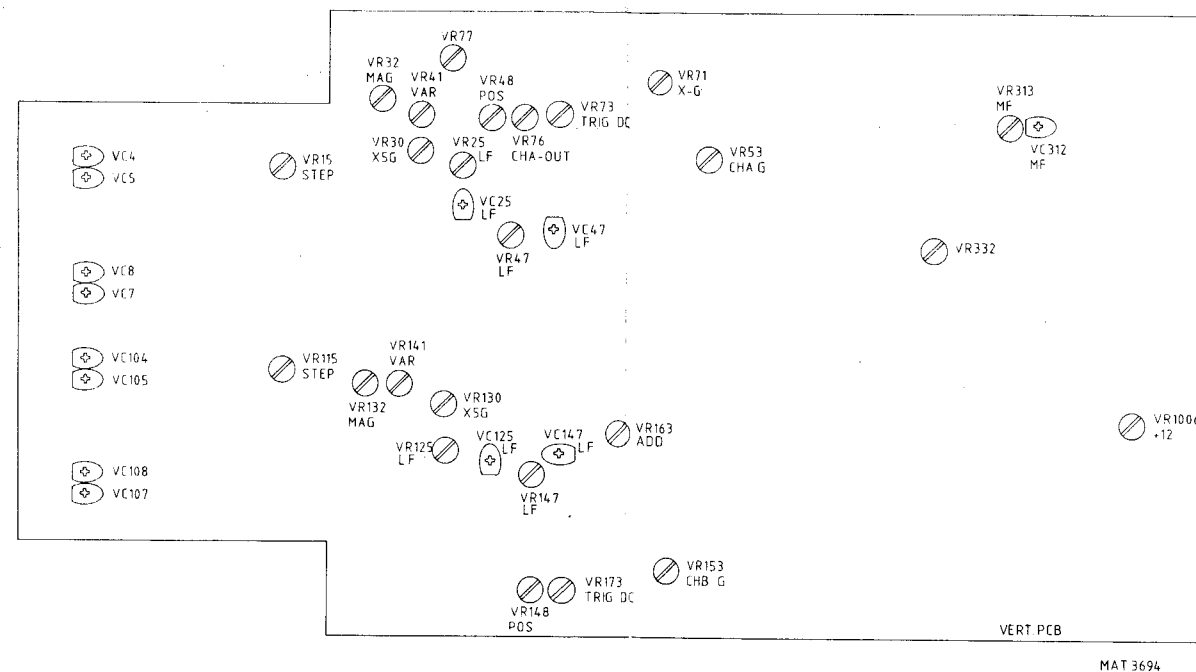 VR77
VR32
MAG
VR41
VAR
VR48
POS
VR73
TRIG DC
VR71
X-G
VR313
MF
VR30
X5G
VR25
LF
VR76
CHA-OUT
VC312
MF
VR53
CHA G
VC4
VC5
VR15
STEP
VC25
LF
VC47
LF
VR47
LF
VR332
VC8
VC7
VC104
VC105
VR115
STEP
VR141
VAR
VR132
MAG
VR130
X5G
VR125
LF
VC125
LF
VC147
LF
VR163
ADD
VR1006
+12
VR147
LF
VC108
VC107
VR153
CHB G
VR173
TRIG DC
VR148
POS
VERT. PCB
MAT 3694